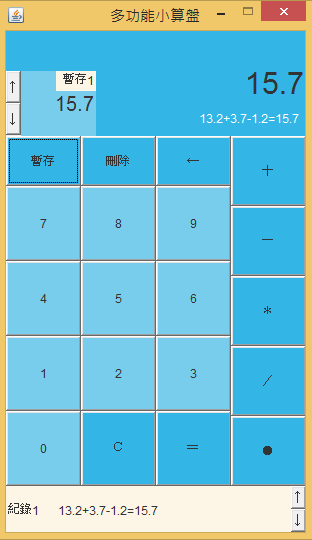 多功能小算盤
15.7
暫存1
15.7
↑
↓
13.2+3.7-1.2=15.7
暫存 刪除 ← +
7 8 9 -
4 5 6 *
1 2 3 /
0 C = ●
紀錄1 13.2+3.7-1.2=15.7
↑
↓